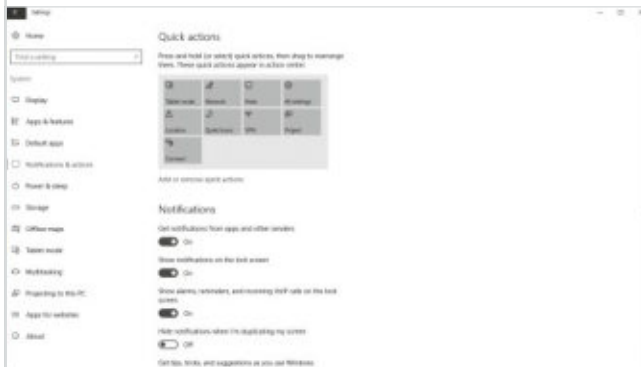 Settings
Home
Quick actions
Press and hold (or select) quick actions, then drag to rearrange
them. These quick actions appear in action center.
Find a setting
System
Tablet mode
Network
Note
All settings
Location
Quiet hours
VPN
Project
Connect
Display
Apps & features
Default apps
Notifications & actions
Power & sleep
Storage
Offline maps
Tablet mode
Multitasking
Projecting to this PC
Apps for websites
About
Add or remove quick actions
Notifications
Get notifications from apps and other senders
On
Show notifications on the lock screen
On
Show alarms, reminders, and incoming VoIP calls on the lock
screen
On
Hide notifications when I'm duplicating my screen
Off
Get tips, tricks, and suggestions as you use Windows